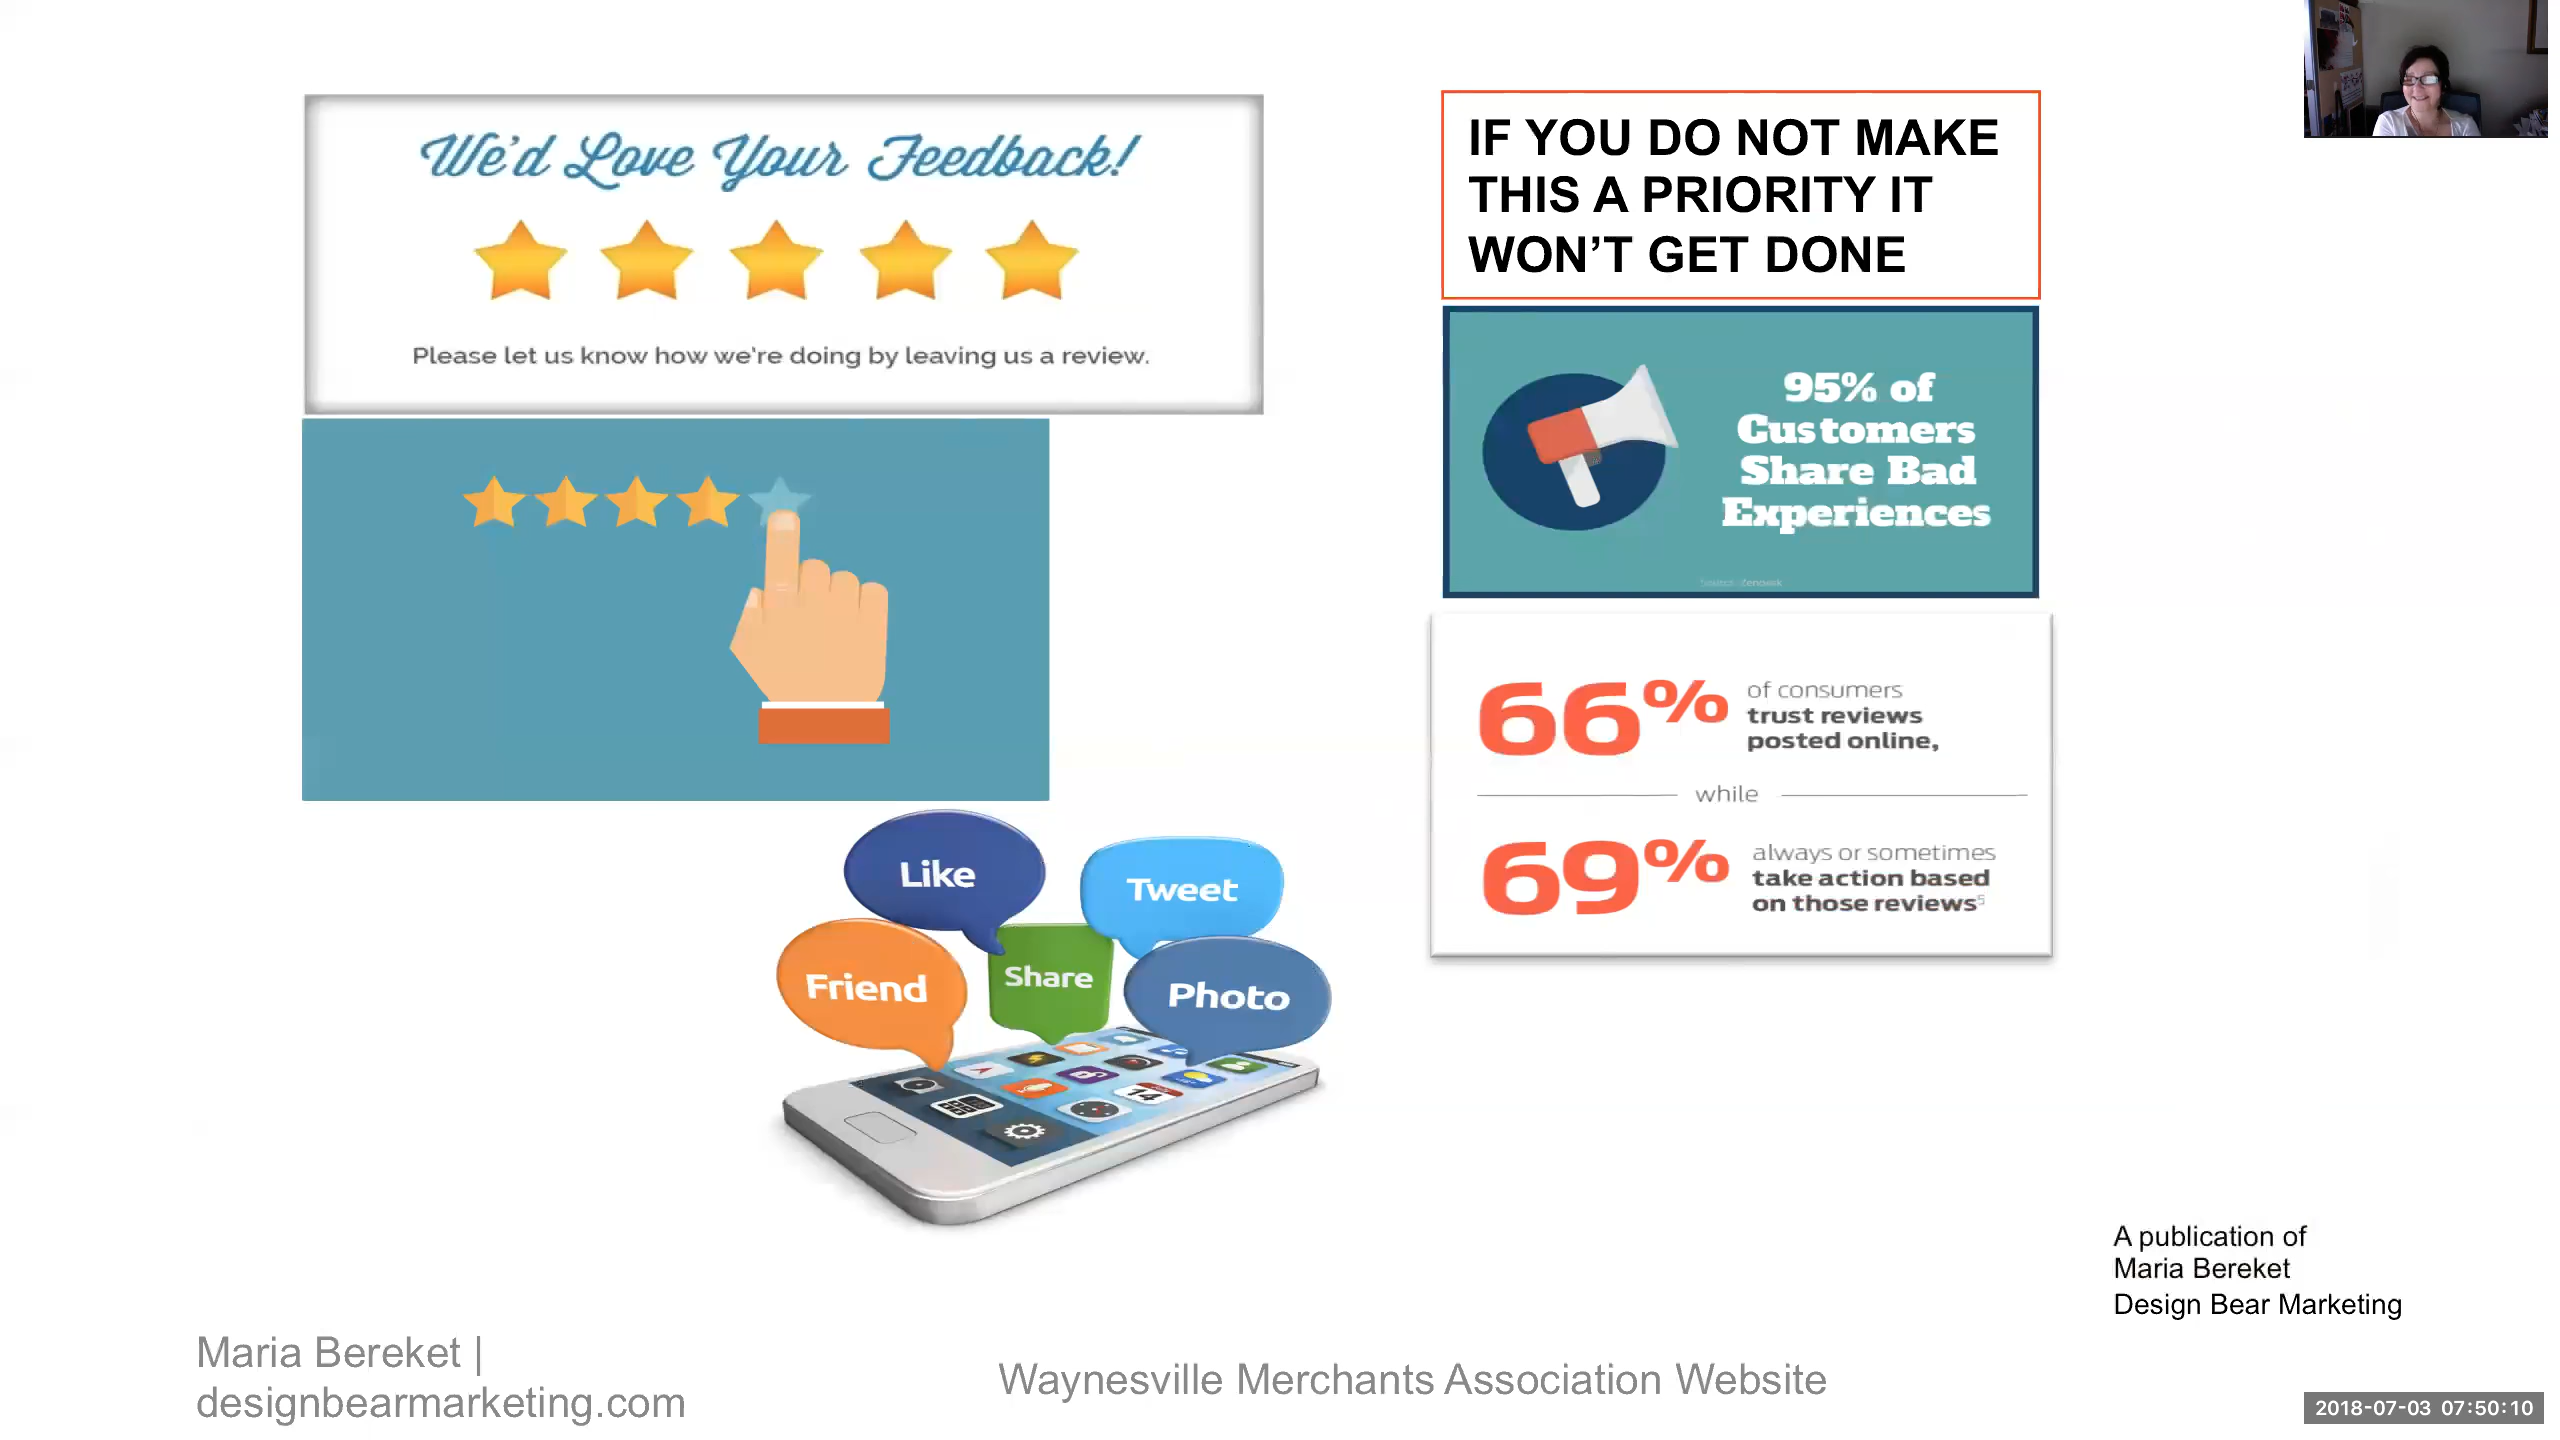 We'd Love Your Feedback!
Please let us know how we're doing by leaving us a review.
IF YOU DO NOT MAKE
THIS A PRIORITY IT
WON'T GET DONE
95% of
Customers
Share Bad
Experiences
66% of consumers
trust reviews
posted online,
while
69% always or sometimes
take action based
on those reviews5
Like
Tweet
Friend
Share
Photo
14
A publication of
Maria Bereket
Design Bear Marketing
Maria Bereket |
designbearmarketing.com
Waynesville Merchants Association Website
2018-07-03 07:50:10